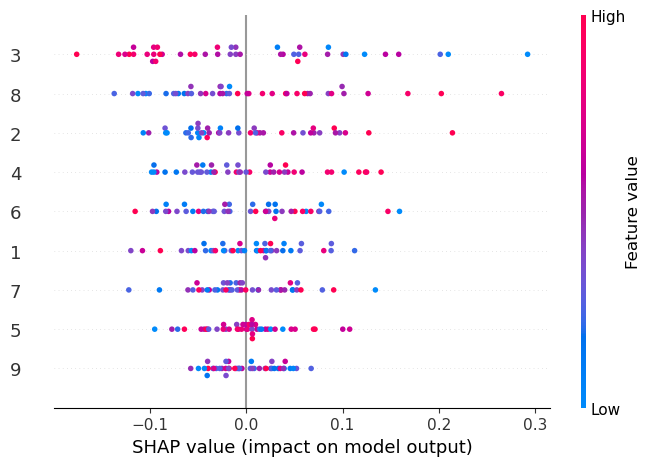 High
3
8
2
4
6
1
7
5
9
Feature value
Low
−0.1 0.0 0.1 0.2 0.3
SHAP value (impact on model output)